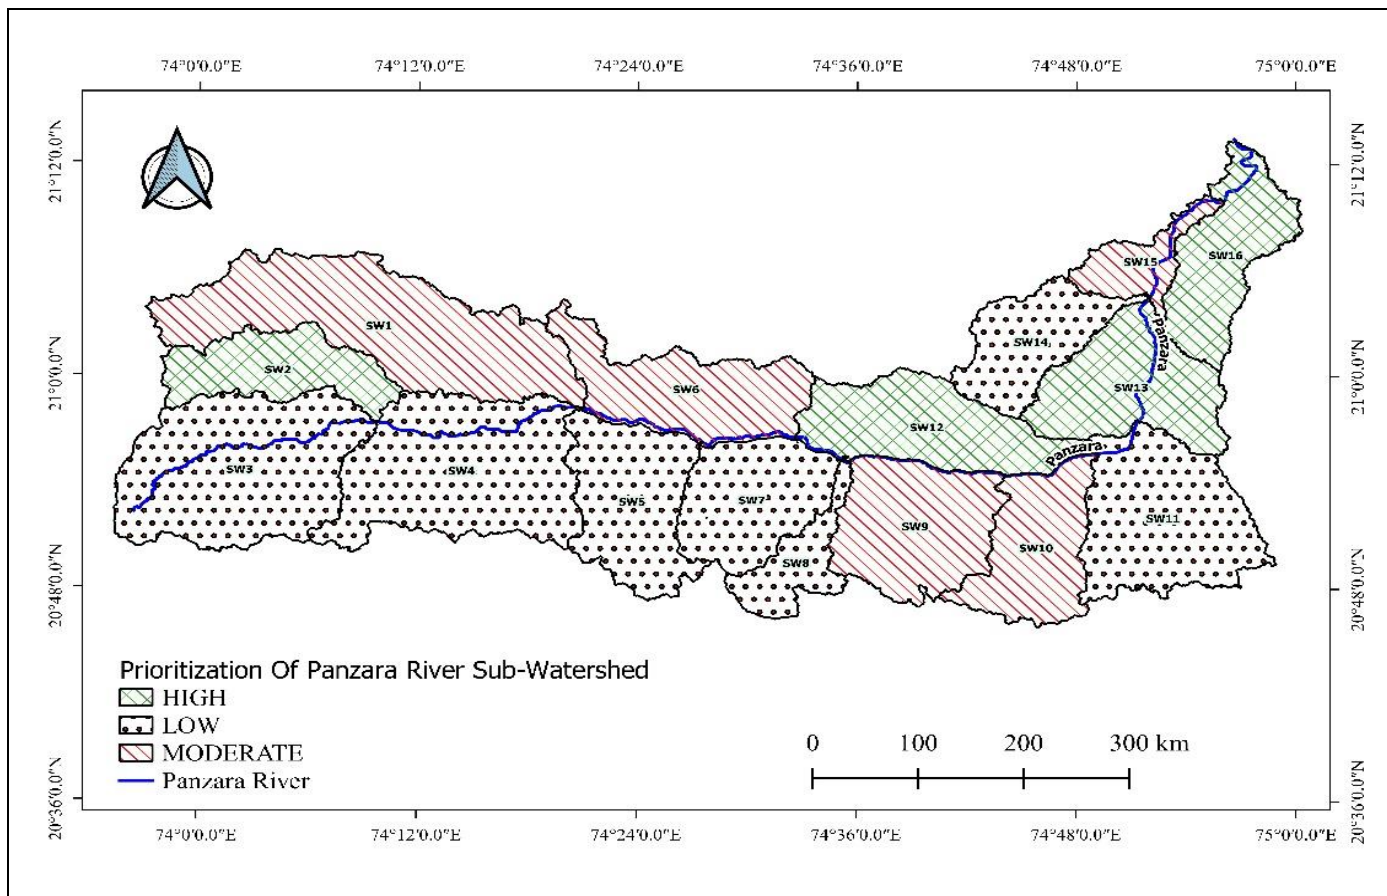 74°0'0.0"E
74°12'0.0"E
74°24'0.0"E
74°36'0.0"E
74°48'0.0"E
75°0'0.0"E
21°12'0.0"N
21°12'0.0"N
SW15
SW16
SW1
Panzara
SW14
SW2
21°0'0.0"N
21°0'0.0"N
SW6
SW13
SW12
Panzara
SW3
SW4
SW5
SW7
SW9
SW11
SW10
SW8
20°48'0.0"N
20°48'0.0"N
Prioritization Of Panzara River Sub-Watershed
HIGH
LOW
MODERATE
Panzara River
0 100 200 300 km
20°36'0.0"N
20°36'0.0"N
74°0'0.0"E
74°12'0.0"E
74°24'0.0"E
74°36'0.0"E
74°48'0.0"E
75°0'0.0"E